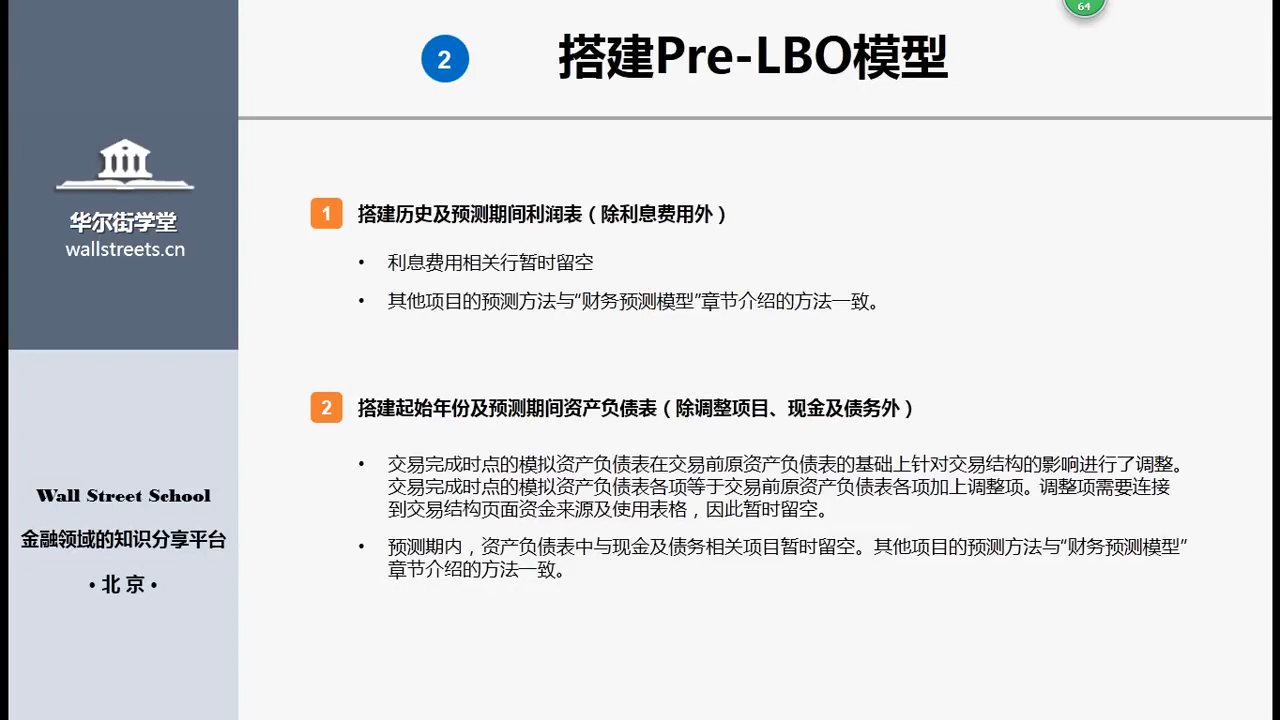 64
2
搭建Pre-LBO模型
华尔街学堂
wallstreets.cn
1 搭建历史及预测期间利润表（除利息费用外）
• 利息费用相关行暂时留空
• 其他项目的预测方法与“财务预测模型”章节介绍的方法一致。
2 搭建起始年份及预测期间资产负债表（除调整项目、现金及债务外）
• 交易完成时点的模拟资产负债表在交易前原资产负债表的基础上针对交易结构的影响进行了调整。
交易完成时点的模拟资产负债表各项等于交易前原资产负债表各项加上调整项。调整项需要连接
到交易结构页面资金来源及使用表格，因此暂时留空。
• 预测期内，资产负债表中与现金及债务相关项目暂时留空。其他项目的预测方法与“财务预测模型”
章节介绍的方法一致。
Wall Street School
金融领域的知识分享平台
• 北 京 •